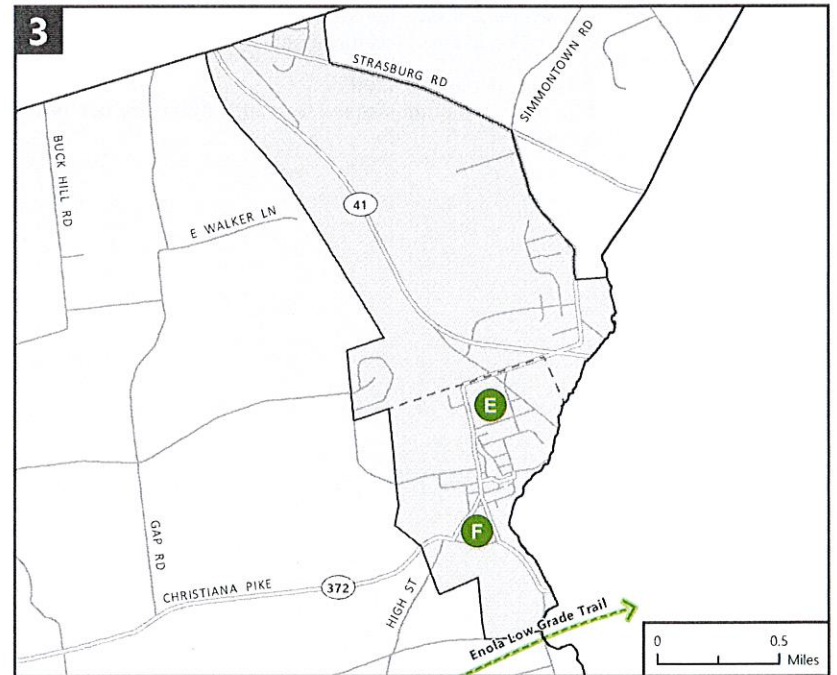 3
STRASBURG RD
SIMMONTOWN RD
BUCK HILL RD
41
E WALKER LN
E
GAP RD
F
CHRISTIANA PIKE
372
HIGH ST
Enola Low Grade Trail
0 0.5
Miles